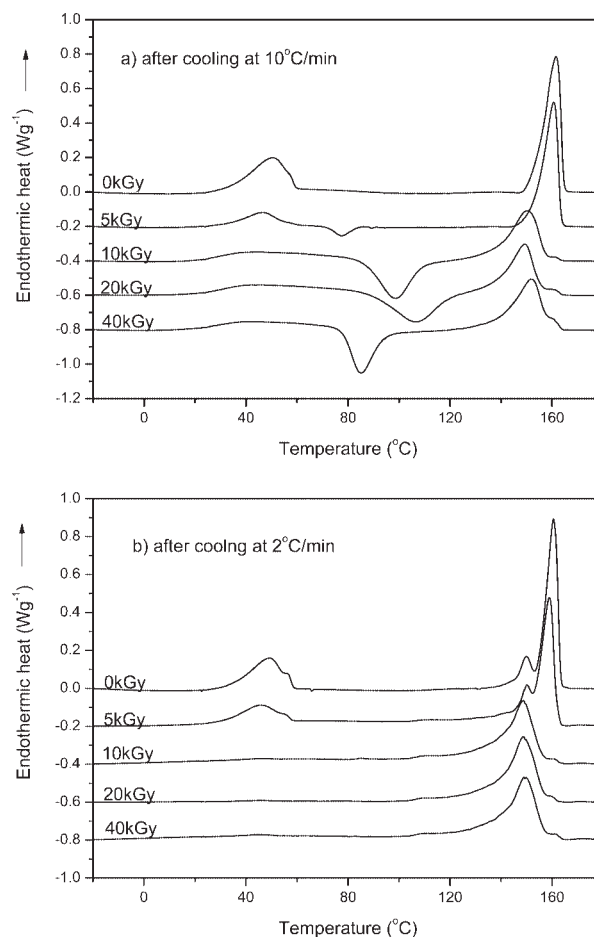 a) after cooling at 10°C/min
Endothermic heat (Wg⁻¹)
1.0
0.8
0.6
0.4
0.2
0.0
-0.2
-0.4
-0.6
-0.8
-1.0
-1.2
0kGy
5kGy
10kGy
20kGy
40kGy
0 40 80 120 160
Temperature (°C)
b) after coolng at 2°C/min
Endothermic heat (Wg⁻¹)
1.0
0.8
0.6
0.4
0.2
0.0
-0.2
-0.4
-0.6
-0.8
-1.0
0kGy
5kGy
10kGy
20kGy
40kGy
0 40 80 120 160
Temperature (°C)